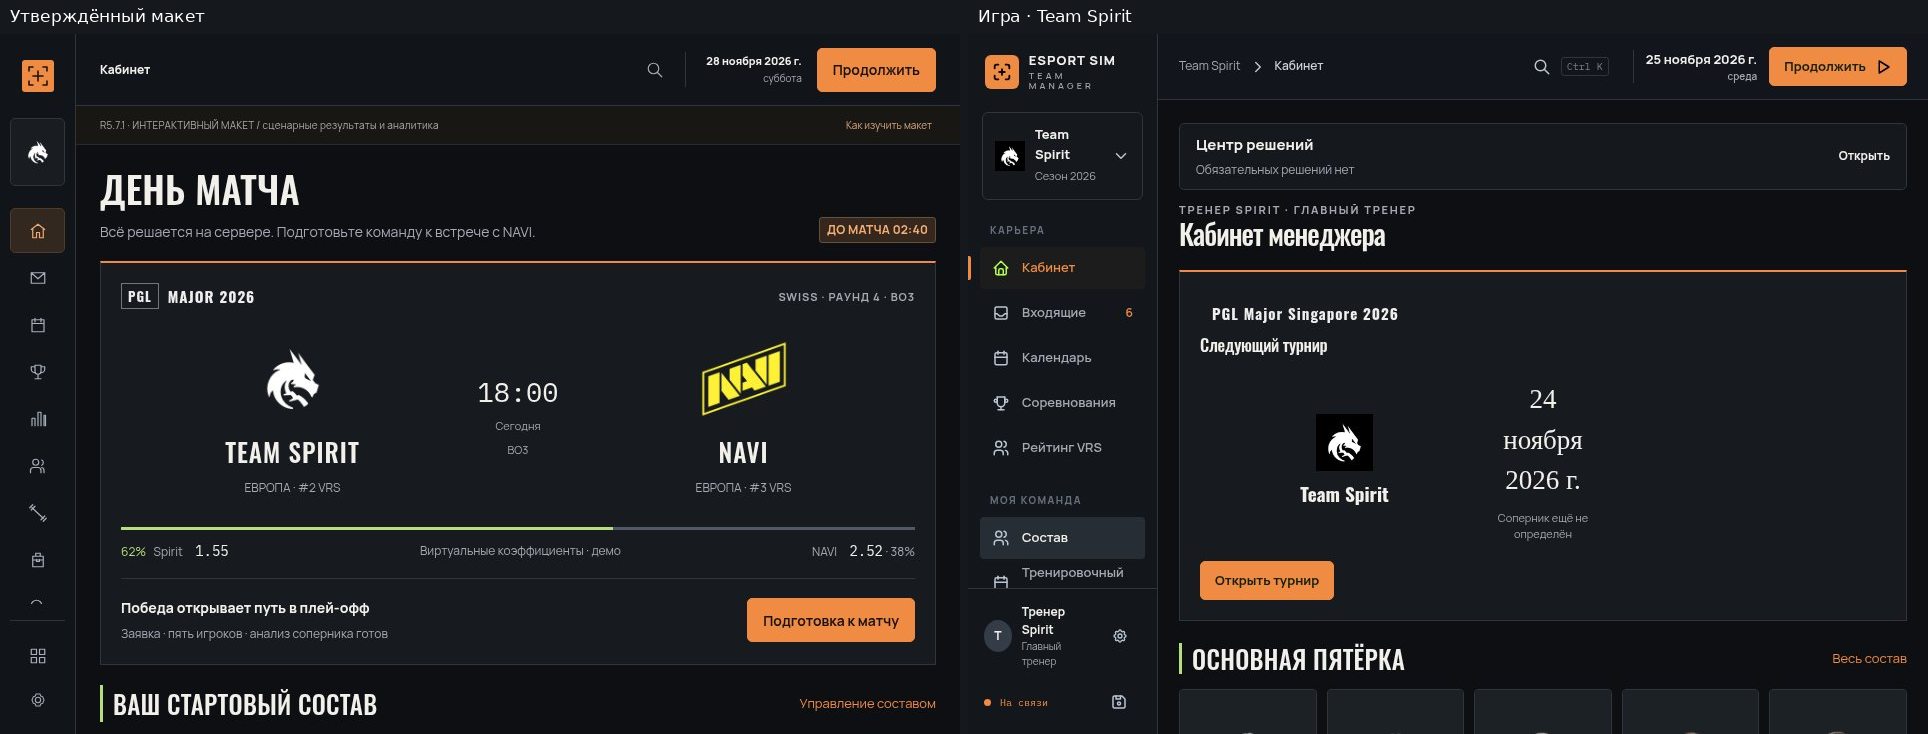 Утверждённый макет
Кабинет
28 ноября 2026 г.
суббота
Продолжить
R5.7.1 · ИНТЕРАКТИВНЫЙ МАКЕТ / сценарные результаты и аналитика
Как изучить макет
ДЕНЬ МАТЧА
Всё решается на сервере. Подготовьте команду к встрече с NAVI.
ДО МАТЧА 02:40
PGL MAJOR 2026
SWISS · РАУНД 4 · BO3
NAVI
18:00
Сегодня
BO3
TEAM SPIRIT
ЕВРОПА · #2 VRS
NAVI
ЕВРОПА · #3 VRS
62% Spirit 1.55
Виртуальные коэффициенты · демо
NAVI 2.52 · 38%
Победа открывает путь в плей-офф
Заявка · пять игроков · анализ соперника готов
Подготовка к матчу
ВАШ СТАРТОВЫЙ СОСТАВ
Управление составом
Игра · Team Spirit
ESPORT SIM
TEAM
MANAGER
Team
Spirit
Сезон 2026
КАРЬЕРА
Кабинет
Входящие 6
Календарь
Соревнования
Рейтинг VRS
МОЯ КОМАНДА
Состав
Тренировочный
Тренер
Spirit
Главный
тренер
T
На связи
Team Spirit
Кабинет
Ctrl K
25 ноября 2026 г.
среда
Продолжить
Центр решений
Обязательных решений нет
Открыть
ТРЕНЕР SPIRIT · ГЛАВНЫЙ ТРЕНЕР
Кабинет менеджера
PGL Major Singapore 2026
Следующий турнир
Team Spirit
24
ноября
2026 г.
Соперник ещё не
определён
Открыть турнир
ОСНОВНАЯ ПЯТЁРКА
Весь состав